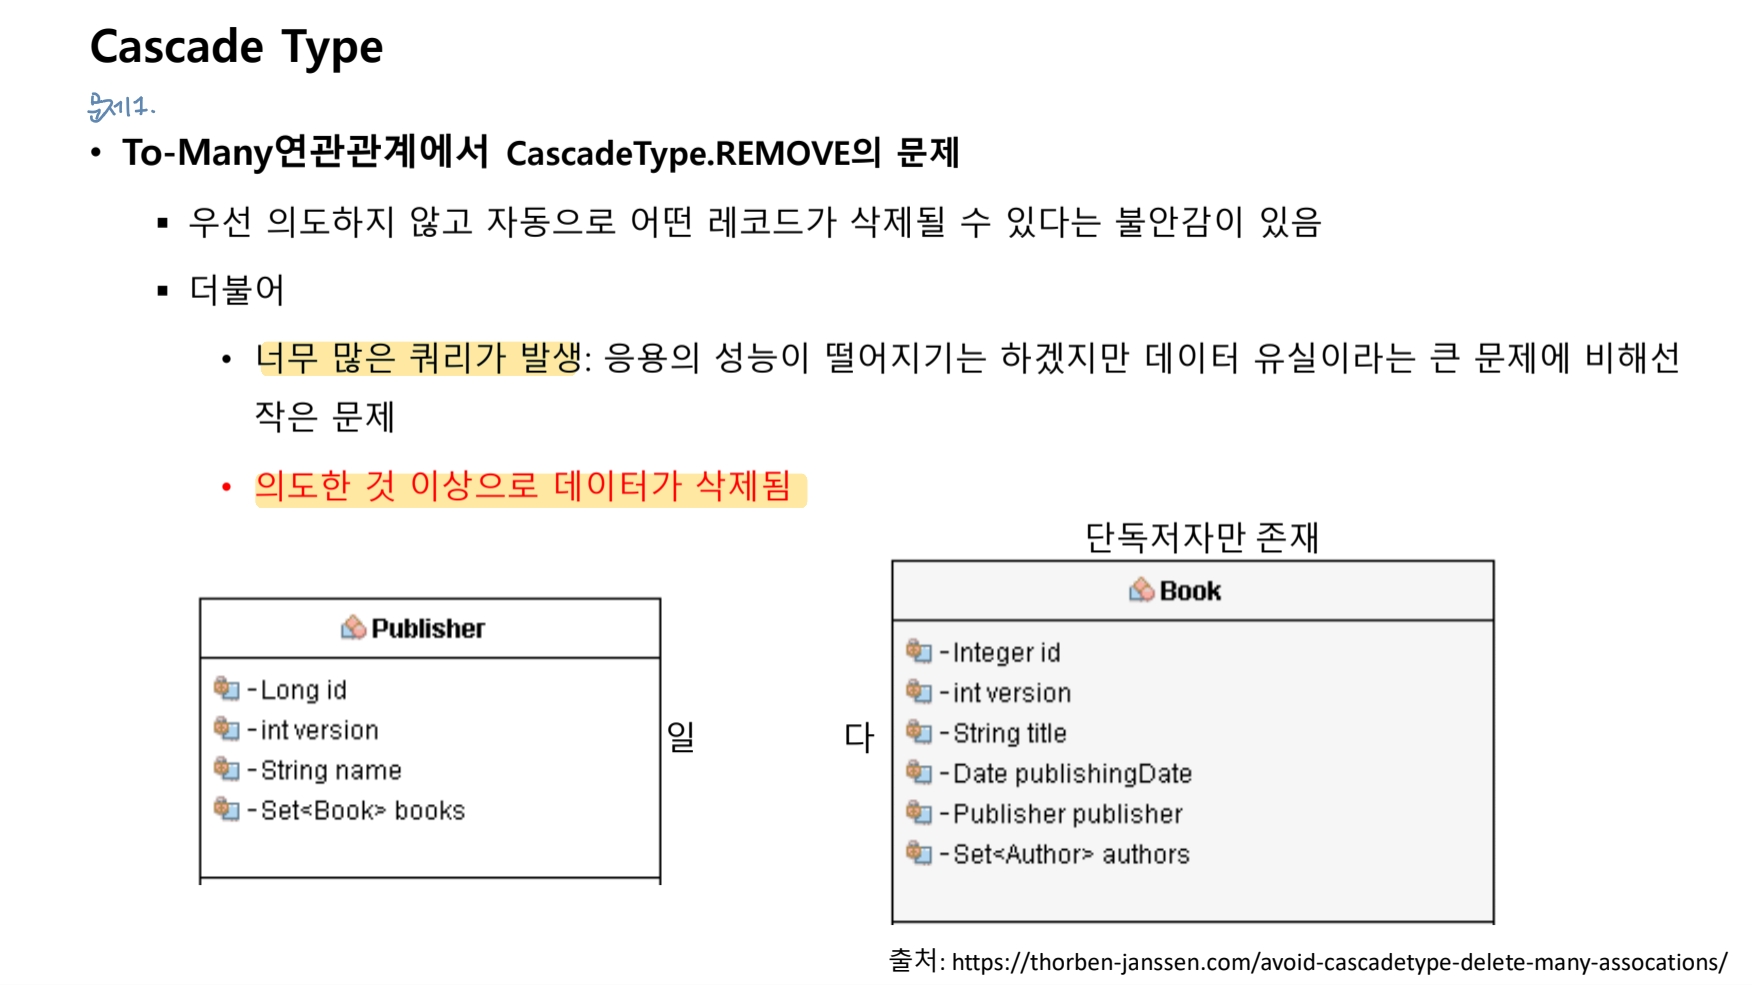 Cascade Type
문제1.
• To-Many연관관계에서 CascadeType.REMOVE의 문제
▪ 우선 의도하지 않고 자동으로 어떤 레코드가 삭제될 수 있다는 불안감이 있음
▪ 더불어
• 너무 많은 쿼리가 발생: 응용의 성능이 떨어지기는 하겠지만 데이터 유실이라는 큰 문제에 비해선
작은 문제
• 의도한 것 이상으로 데이터가 삭제됨
Publisher
-Long id
-int version
-String name
-Set<Book> books
일
다
단독저자만 존재
Book
-Integer id
-int version
-String title
-Date publishingDate
-Publisher publisher
-Set<Author> authors
출처: https://thorben-janssen.com/avoid-cascadetype-delete-many-assocations/